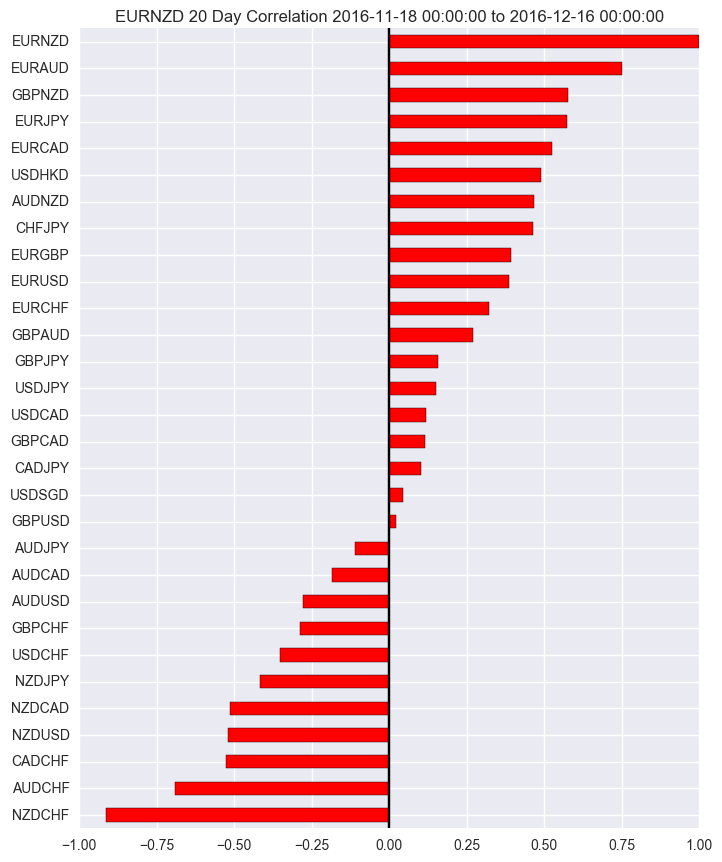 EURNZD 20 Day Correlation 2016-11-18 00:00:00 to 2016-12-16 00:00:00
EURNZD
EURAUD
GBPNZD
EURJPY
EURCAD
USDHKD
AUDNZD
CHFJPY
EURGBP
EURUSD
EURCHF
GBPAUD
GBPJPY
USDJPY
USDCAD
GBPCAD
CADJPY
USDSGD
GBPUSD
AUDJPY
AUDCAD
AUDUSD
GBPCHF
USDCHF
NZDJPY
NZDCAD
NZDUSD
CADCHF
AUDCHF
NZDCHF
−1.00 −0.75 −0.50 −0.25 0.00 0.25 0.50 0.75 1.00